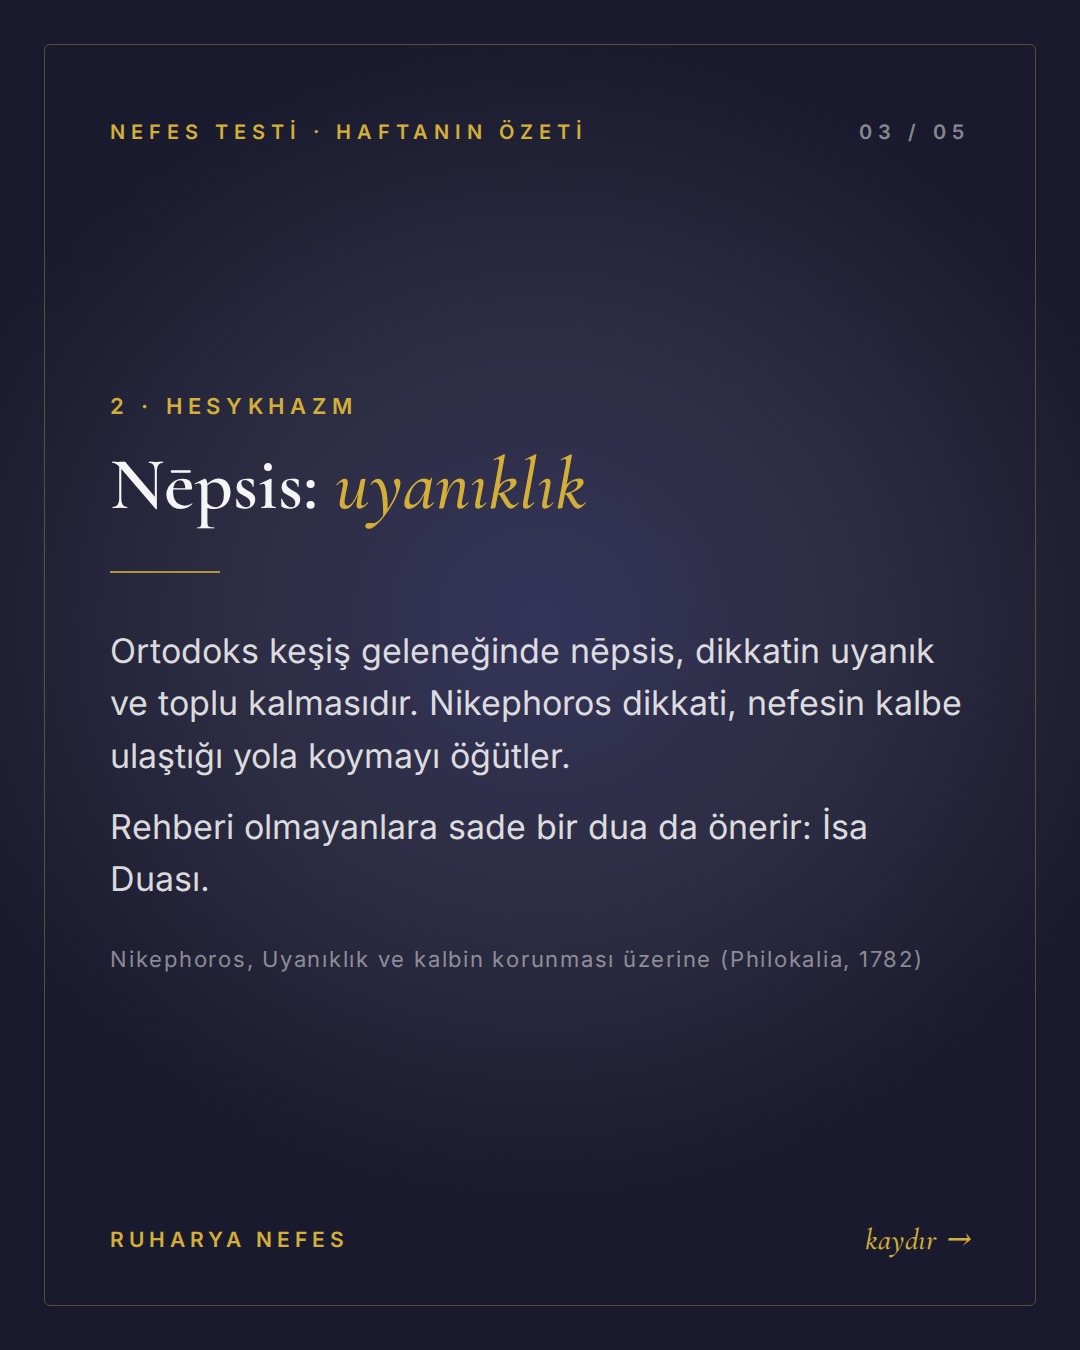 NEFES TESTİ · HAFTANIN ÖZETİ
03 / 05
2 · HESYKHAZM
Nēpsis: uyanıklık
Ortodoks keşiş geleneğinde nēpsis, dikkatin uyanık
ve toplu kalmasıdır. Nikephoros dikkati, nefesin kalbe
ulaştığı yola koymayı öğütler.
Rehberi olmayanlara sade bir dua da önerir: İsa
Duası.
Nikephoros, Uyanıklık ve kalbin korunması üzerine (Philokalia, 1782)
RUHARYA NEFES
kaydır →